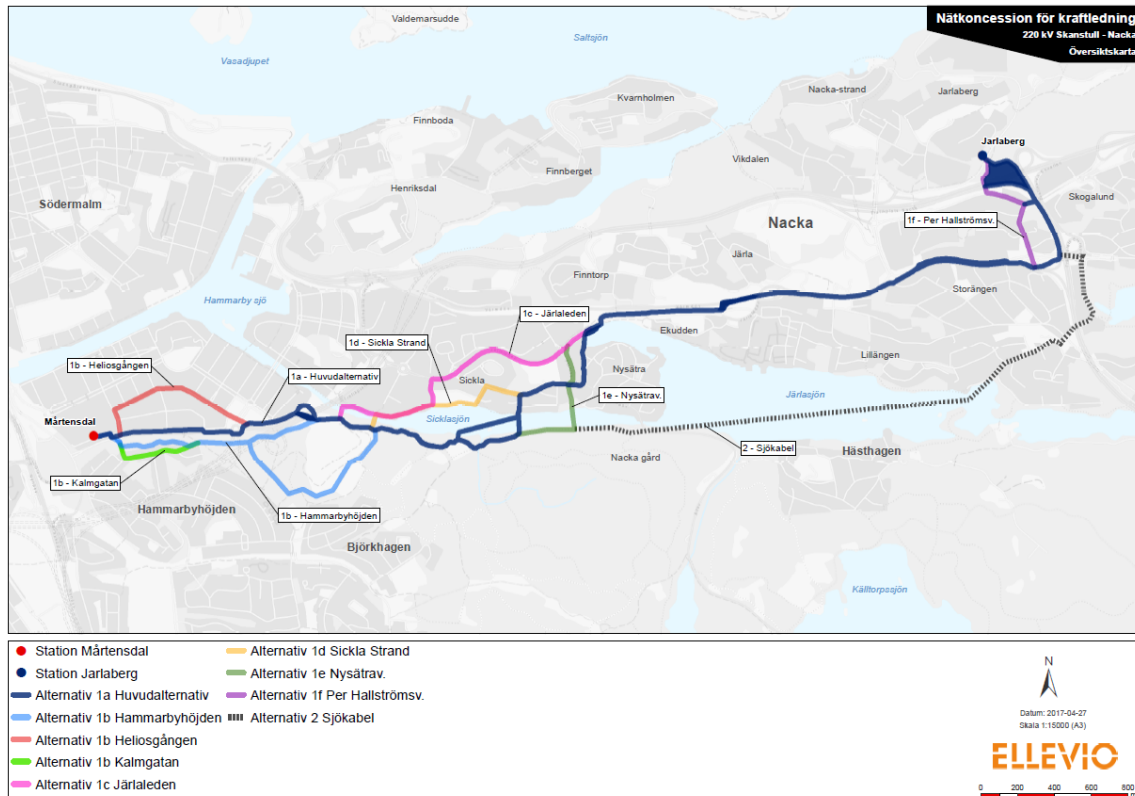 Nätkoncession för kraftledning
220 kV Skanstull - Nacka
Översiktskarta
Valdemarsudde
Saltsjön
Vasadjupet
Nacka-strand
Jarlaberg
Kvarnholmen
Finnboda
Jarlaberg
Vikdalen
Finnberget
Henriksdal
Skogalund
Södermalm
Nacka
1f - Per Hallströmsv.
Järla
Finntorp
Storängen
Hammarby sjö
1c - Järlaleden
Ekudden
1d - Sickla Strand
Lillängen
1b - Heliosgången
1a - Huvudalternativ
Sickla
Nysätra
1e - Nysätrav.
Järlasjön
Mårtensdal
Sicklasjön
2 - Sjökabel
Hästhagen
Nacka gård
1b - Kalmgatan
1b - Hammarbyhöjden
Hammarbyhöjden
Björkhagen
Källtorpssjön
Station Mårtensdal
Station Jarlaberg
Alternativ 1a Huvudalternativ
Alternativ 1b Hammarbyhöjden
Alternativ 1b Heliosgången
Alternativ 1b Kalmgatan
Alternativ 1c Järlaleden
Alternativ 1d Sickla Strand
Alternativ 1e Nysätrav.
Alternativ 1f Per Hallströmsv.
Alternativ 2 Sjökabel
N
Datum: 2017-04-27
Skala 1:15000 (A3)
ELLEVIO
0 200 400 600 800
m